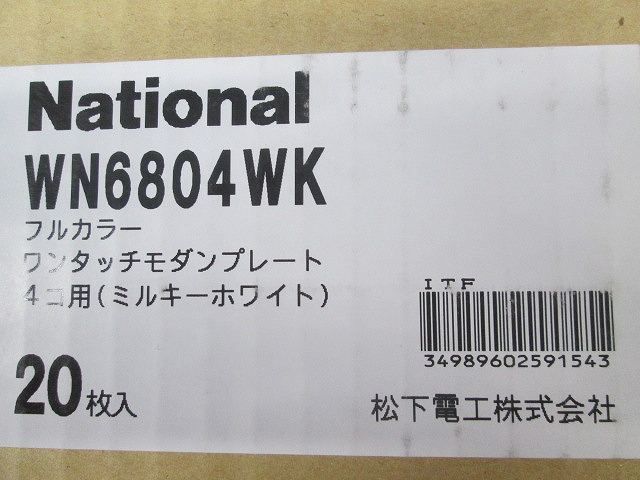 National
WN6804WK
フルカラー
ワンタッチモダンプレート
4コ用(ミルキーホワイト)
ITF
34989602591543
20枚入
松下電工株式会社